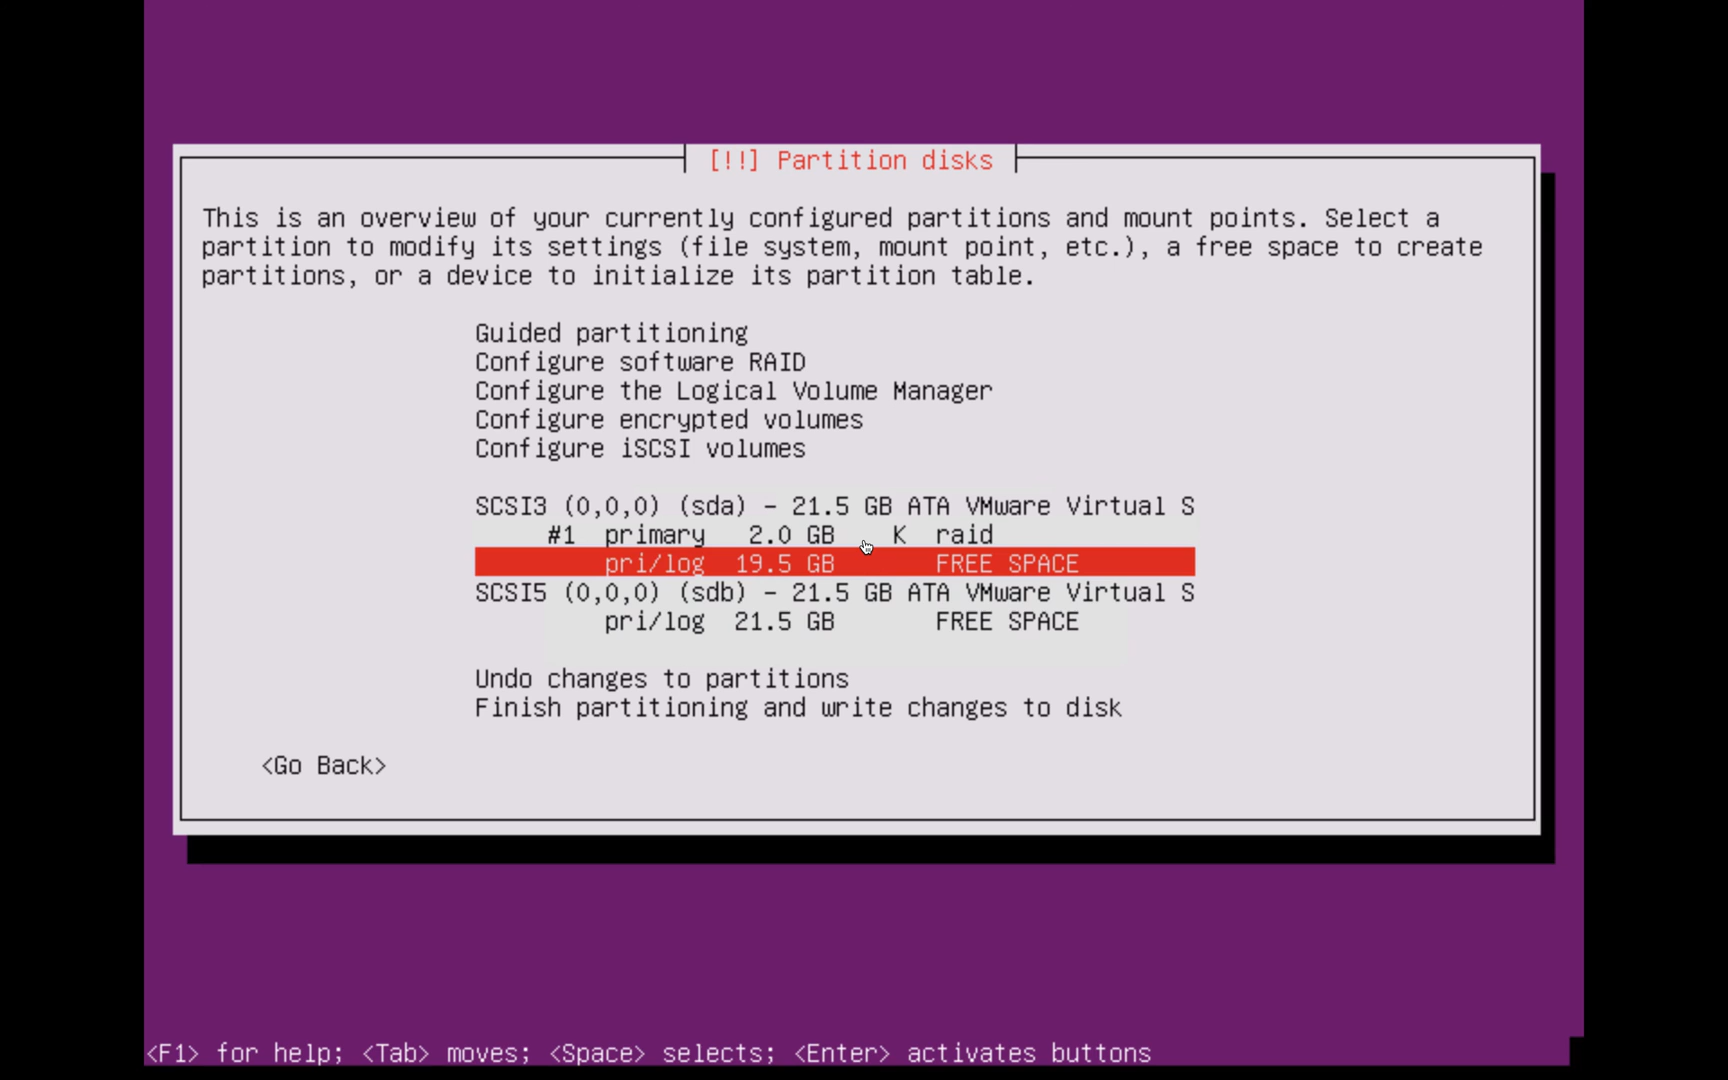 [!!] Partition disks
This is an overview of your currently configured partitions and mount points. Select a
partition to modify its settings (file system, mount point, etc.), a free space to create
partitions, or a device to initialize its partition table.
Guided partitioning
Configure software RAID
Configure the Logical Volume Manager
Configure encrypted volumes
Configure iSCSI volumes
SCSI3 (0,0,0) (sda) - 21.5 GB ATA VMware Virtual S
#1 primary 2.0 GB K raid
pri/log 19.5 GB FREE SPACE
SCSI5 (0,0,0) (sdb) - 21.5 GB ATA VMware Virtual S
pri/log 21.5 GB FREE SPACE
Undo changes to partitions
Finish partitioning and write changes to disk
<Go Back>
<F1> for help; <Tab> moves; <Space> selects; <Enter> activates buttons